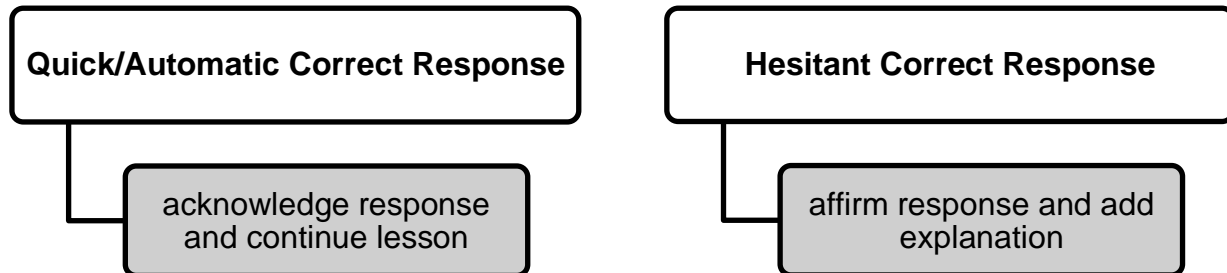 Quick/Automatic Correct Response
acknowledge response
and continue lesson
Hesitant Correct Response
affirm response and add
explanation